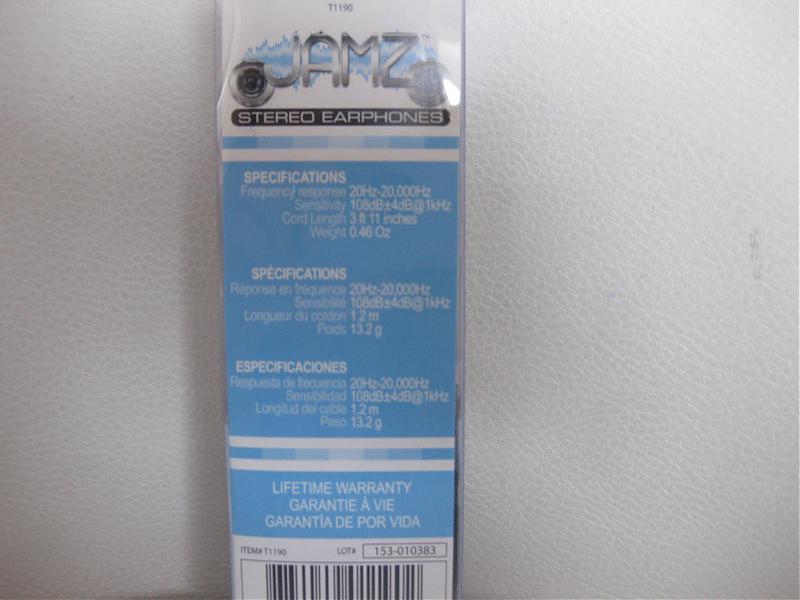 T1190
JAMZ™
STEREO EARPHONES
SPECIFICATIONS
Frequency response 20Hz-20,000Hz
Sensitivity 108dB±4dB@1kHz
Cord Length 3 ft 11 inches
Weight 0.46 Oz
SPÉCIFICATIONS
Réponse en fréquence 20Hz-20,000Hz
Sensibilité 108dB±4dB@1kHz
Longueur du cordon 1.2 m
Poids 13.2 g
ESPECIFICACIONES
Respuesta de frecuencia 20Hz-20,000Hz
Sensibilidad 108dB±4dB@1kHz
Longitud del cable 1.2 m
Peso 13.2 g
LIFETIME WARRANTY
GARANTIE À VIE
GARANTÍA DE POR VIDA
ITEM# T1190 LOT# 153-010383